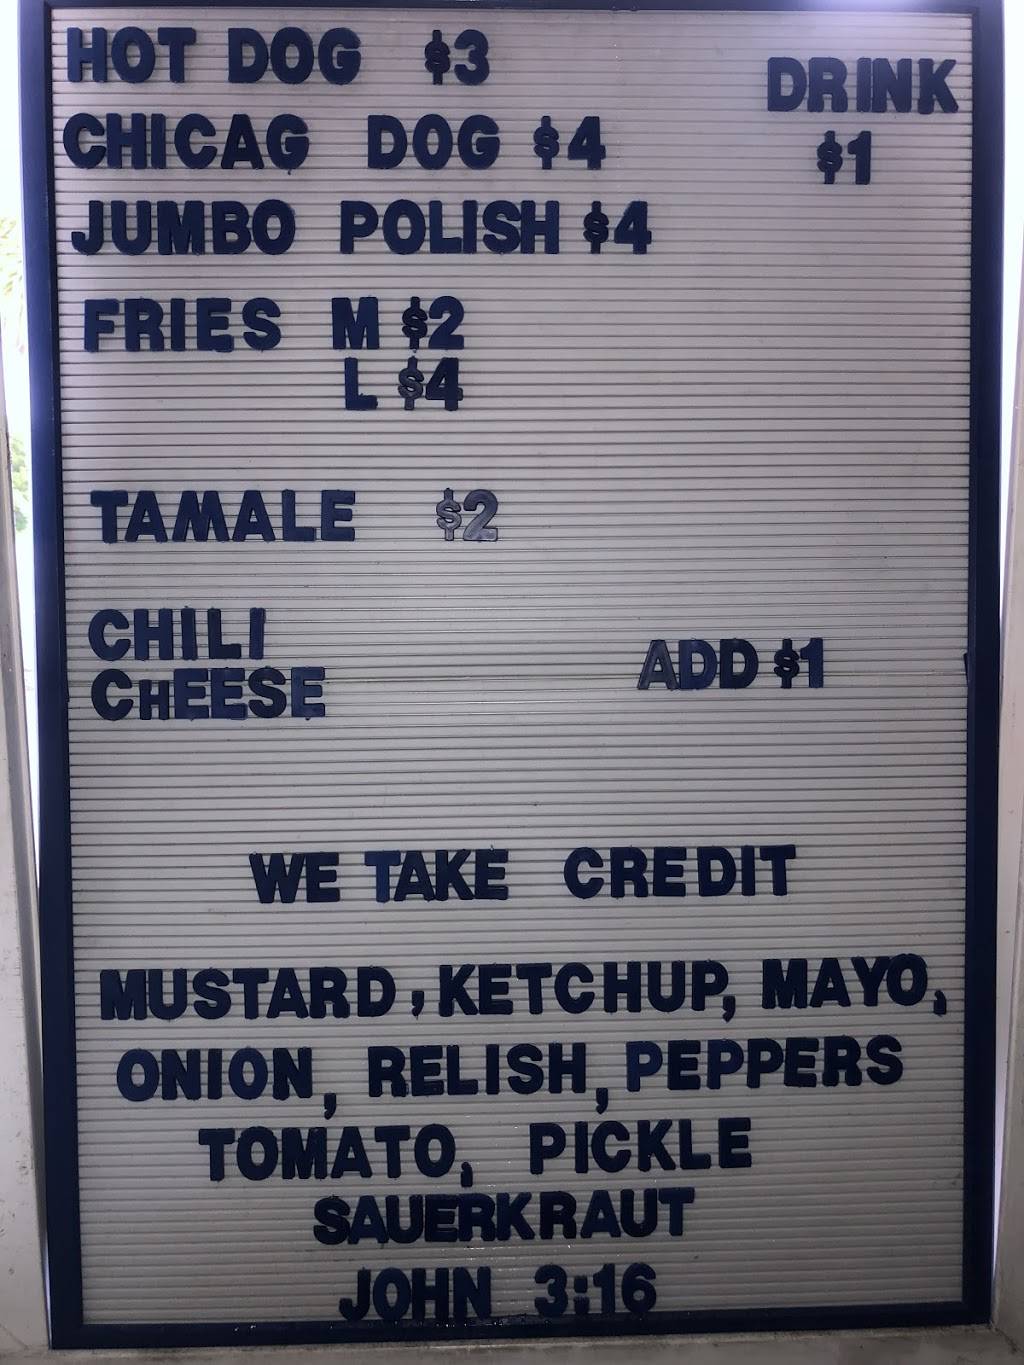 HOT DOG $3
DRINK
CHICAG DOG $4
$1
JUMBO POLISH $4
FRIES M $2
L $4
TAMALE $2
CHILI
CHEESE
ADD $1
WE TAKE CREDIT
MUSTARD, KETCHUP, MAYO,
ONION, RELISH, PEPPERS
TOMATO, PICKLE
SAUERKRAUT
JOHN 3:16